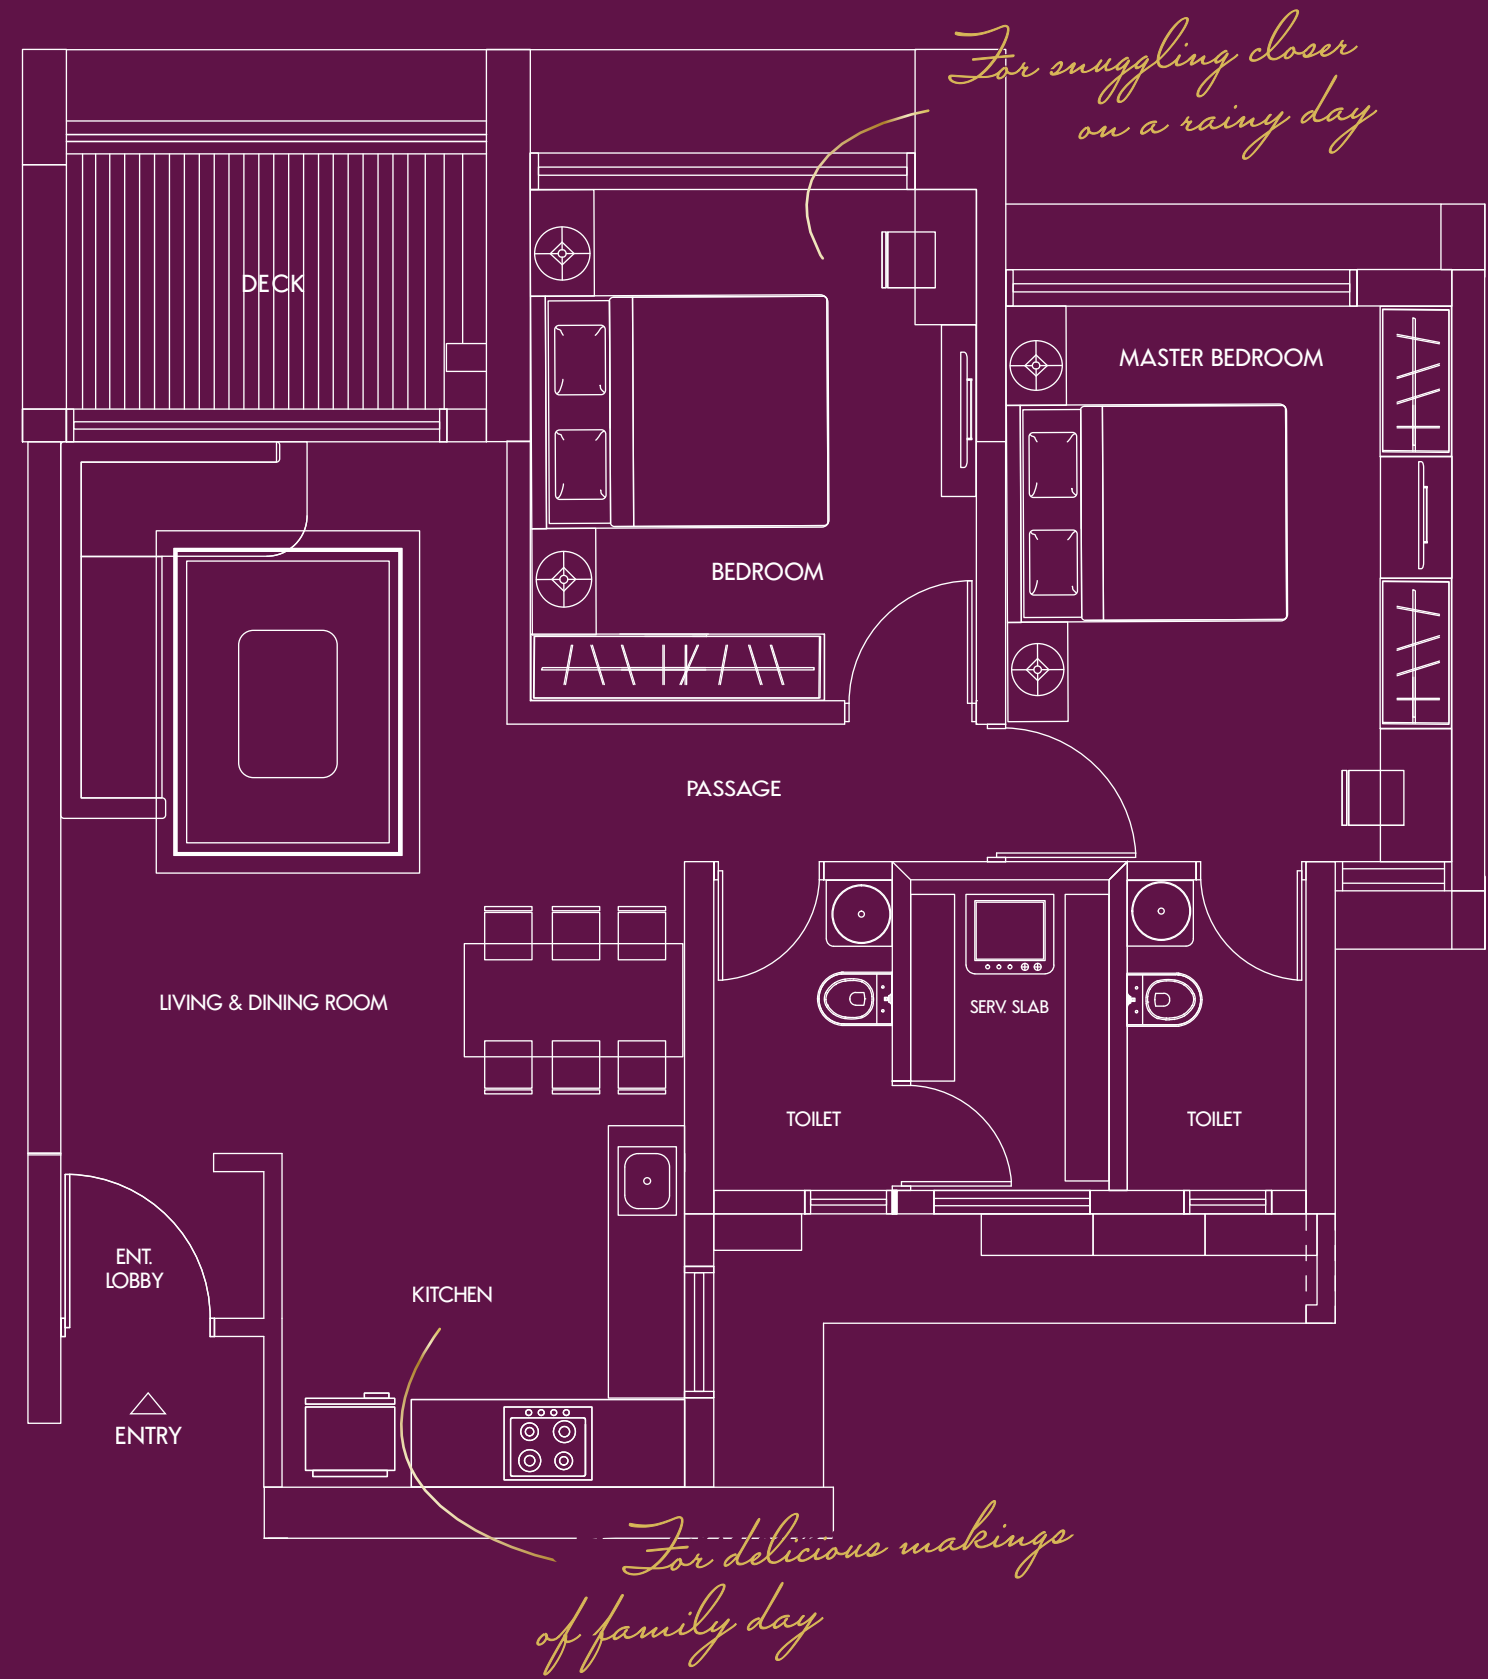 For snuggling closer
on a rainy day
DECK
MASTER BEDROOM
BEDROOM
PASSAGE
LIVING & DINING ROOM
SERV. SLAB
TOILET
TOILET
ENT.
LOBBY
KITCHEN
ENTRY
For delicious makings
of family day